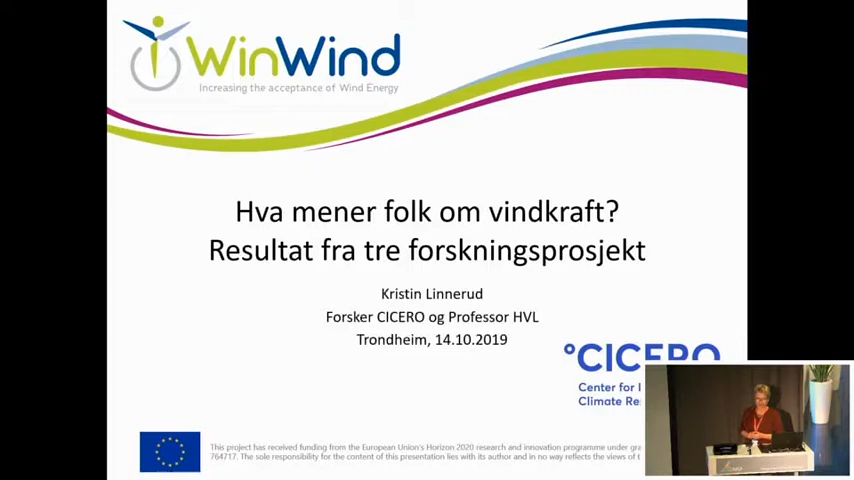 WinWind
Increasing the acceptance of Wind Energy
Hva mener folk om vindkraft?
Resultat fra tre forskningsprosjekt
Kristin Linnerud
Forsker CICERO og Professor HVL
Trondheim, 14.10.2019
°CICERO
Center for
Climate
This project has received funding from the European Union's Horizon 2020 research and innovation programme under
764717. The sole responsibility for the content of this presentation lies with its author and in no way reflects the views of